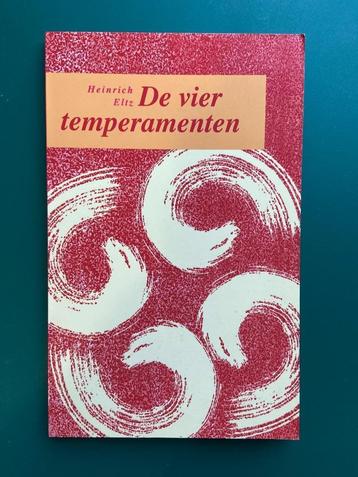 Heinrich
Eltz
De vier
temperamenten